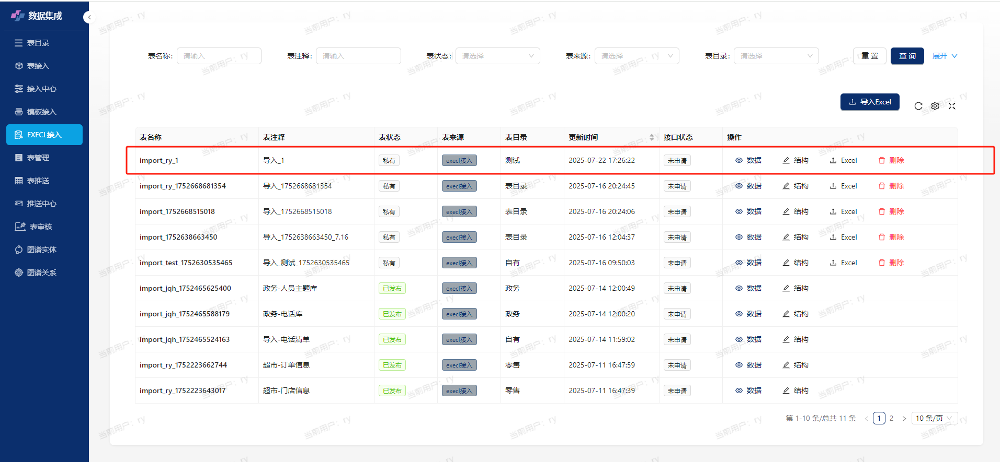 数据集成
表目录
表接入
接入中心
模板接入
EXECL接入
表管理
表推送
推送中心
表审核
图谱实体
图谱关系
表名称: 请输入 表注释: 请输入 表状态: 请选择 表来源: 请选择 表目录: 请选择 重 置 查 询 展开
导入Excel
表名称 表注释 表状态 表来源 表目录 更新时间 接口状态 操作
import_ry_1 导入_1 私有 execl接入 测试 2025-07-22 17:26:22 未申请 数据 结构 Excel 删除
import_ry_1752668681354 导入_1752668681354 私有 execl接入 表目录 2025-07-16 20:24:45 未申请 数据 结构 Excel 删除
import_1752668515018 导入_1752668515018 私有 execl接入 表目录 2025-07-16 20:24:06 未申请 数据 结构 Excel 删除
import_1752638663450 导入_1752638663450_7.16 私有 execl接入 表目录 2025-07-16 12:04:37 未申请 数据 结构 Excel 删除
import_test_1752630535465 导入_测试_1752630535465 私有 execl接入 自有 2025-07-16 09:50:03 未申请 数据 结构 Excel 删除
import_jqh_1752465625400 政务-人员主题库 已发布 execl接入 政务 2025-07-14 12:00:49 未申请 数据 结构
import_jqh_1752465588179 政务-电话库 已发布 execl接入 政务 2025-07-14 12:00:20 未申请 数据 结构
import_jqh_1752465524163 导入-电话清单 已发布 execl接入 自有 2025-07-14 11:59:02 未申请 数据 结构
import_ry_1752223662744 超市-订单信息 已发布 execl接入 零售 2025-07-11 16:47:59 未申请 数据 结构
import_ry_1752223643017 超市-门店信息 已发布 execl接入 零售 2025-07-11 16:47:39 未申请 数据 结构
第 1-10 条/总共 11 条 1 2 10 条/页
当前用户: ry